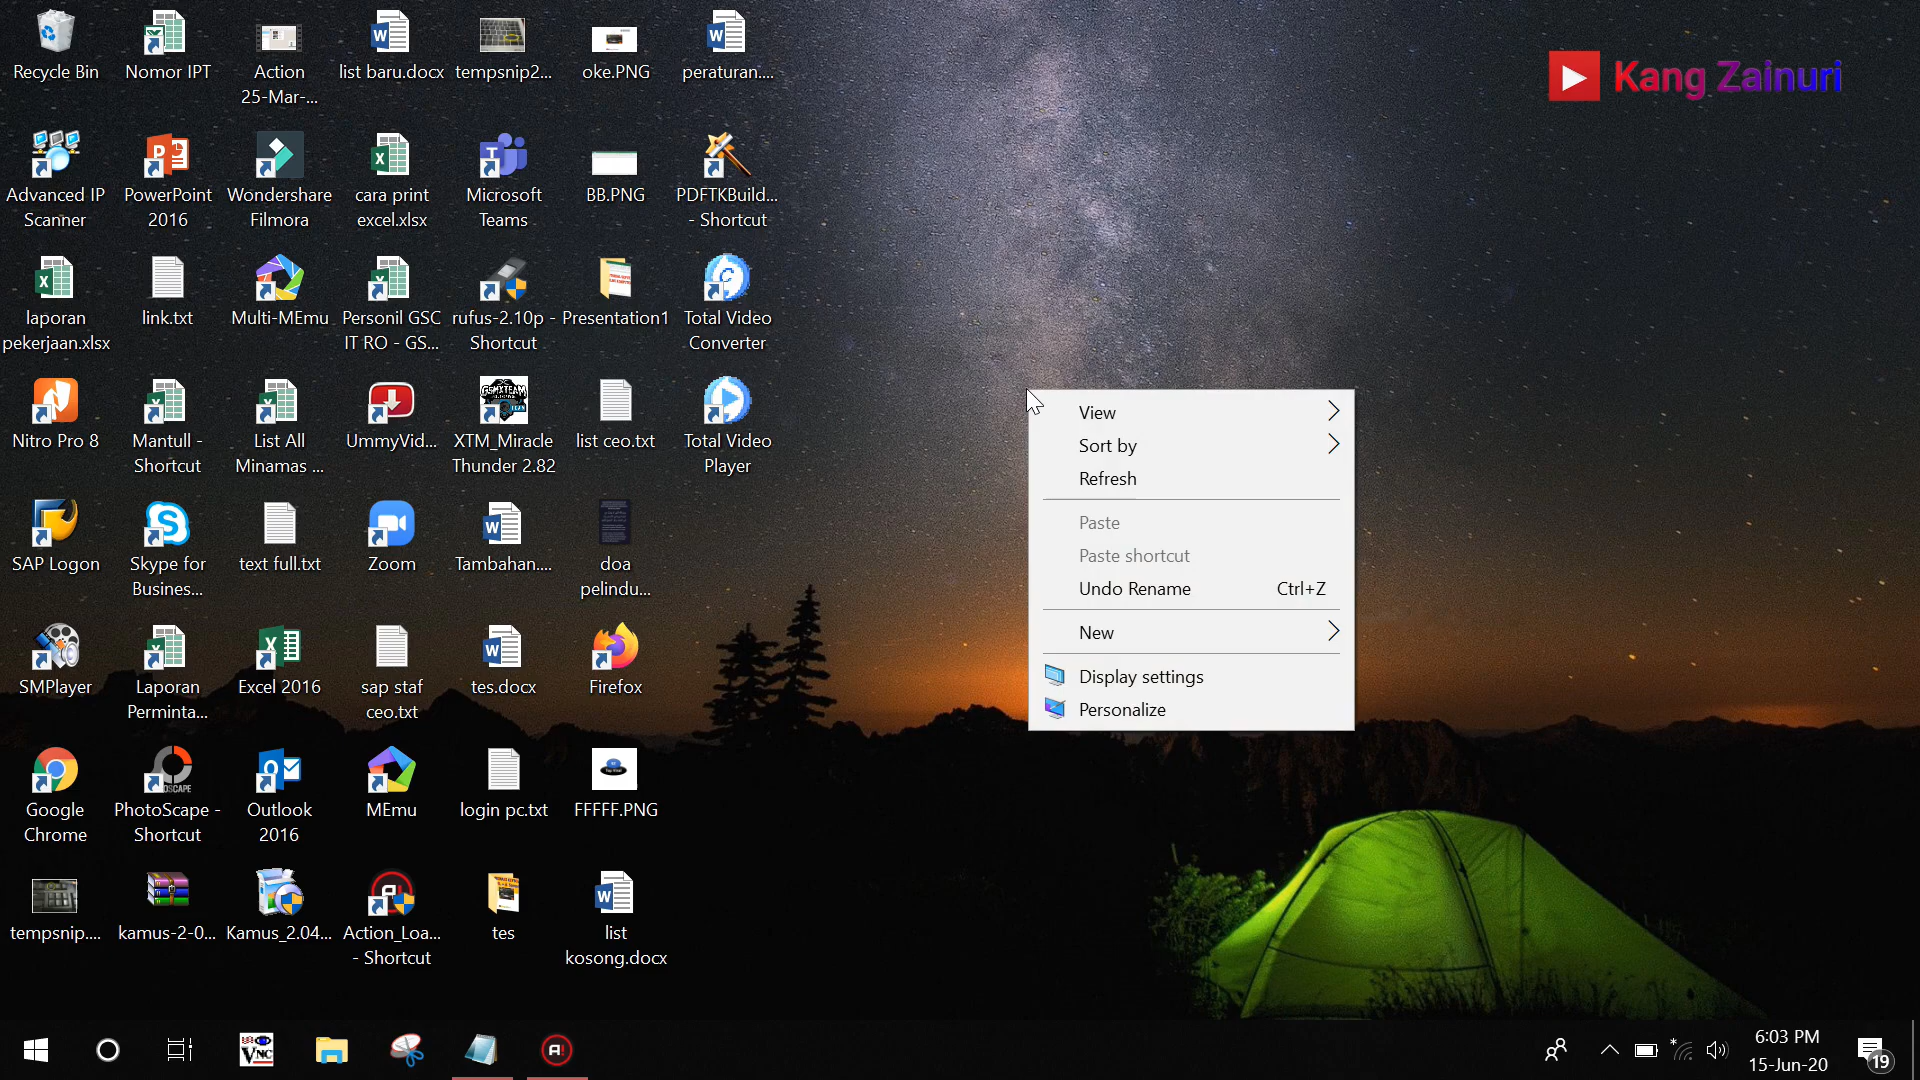 Recycle Bin
Nomor IPT
Action
25-Mar-...
list baru.docx
tempsnip2...
oke.PNG
peraturan....
Kang Zainuri
Advanced IP
Scanner
PowerPoint
2016
Wondershare
Filmora
cara print
excel.xlsx
Microsoft
Teams
BB.PNG
PDFTKBuild...
- Shortcut
laporan
pekerjaan.xlsx
link.txt
Multi-MEmu
Personil GSC
IT RO - GS...
rufus-2.10p -
Shortcut
Presentation1
Total Video
Converter
Nitro Pro 8
Mantull -
Shortcut
List All
Minamas ...
UmmyVid...
XTM_Miracle
Thunder 2.82
list ceo.txt
Total Video
Player
SAP Logon
Skype for
Busines...
text full.txt
Zoom
Tambahan....
doa
pelindu...
SMPlayer
Laporan
Perminta...
Excel 2016
sap staf
ceo.txt
tes.docx
Firefox
Google
Chrome
PhotoScape -
Shortcut
Outlook
2016
MEmu
login pc.txt
FFFFF.PNG
tempsnip....
kamus-2-0...
Kamus_2.04...
Action_Loa...
- Shortcut
tes
list
kosong.docx
View
Sort by
Refresh
Paste
Paste shortcut
Undo Rename Ctrl+Z
New
Display settings
Personalize
6:03 PM
15-Jun-20
19